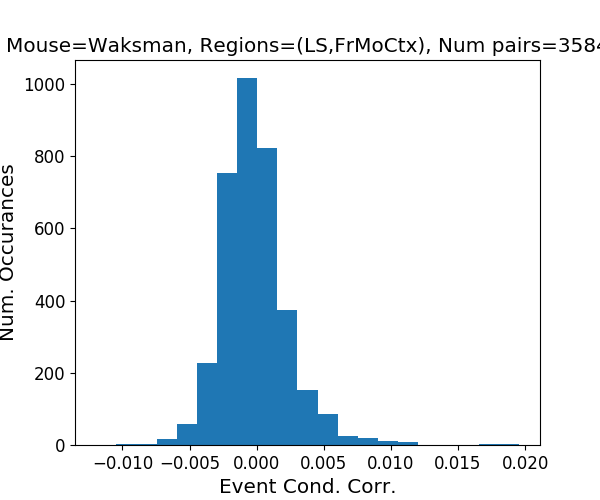 Mouse=Waksman, Regions=(LS,FrMoCtx), Num pairs=3584
1000
800
600
400
200
0
Num. Occurances
−0.010 −0.005 0.000 0.005 0.010 0.015 0.020
Event Cond. Corr.